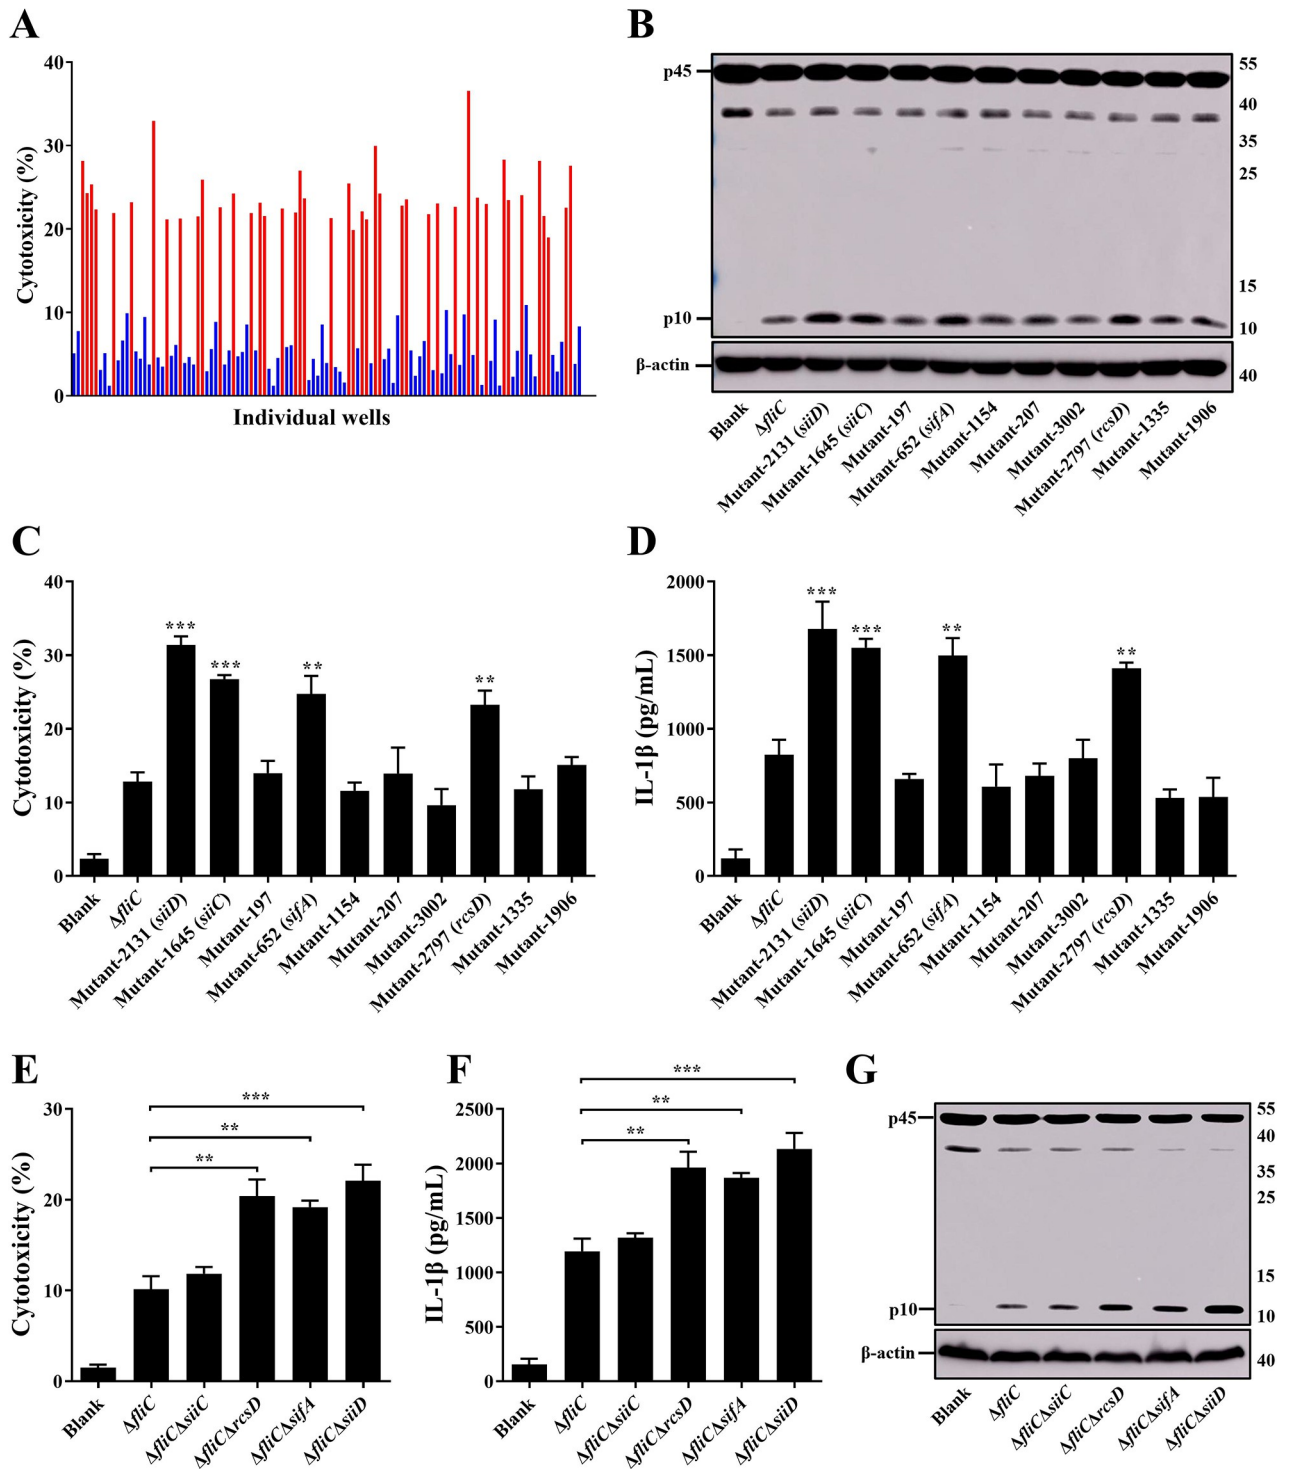 A
Cytotoxicity (%)
40
30
20
10
0
Individual wells
B
p45
p10
β-actin
55
40
35
25
15
10
40
Blank
ΔfliC
Mutant-2131 (siiD)
Mutant-1645 (siiC)
Mutant-197
Mutant-652 (sifA)
Mutant-1154
Mutant-207
Mutant-3002
Mutant-2797 (rcsD)
Mutant-1335
Mutant-1906
C
Cytotoxicity (%)
40
30
20
10
0
***
***
**
**
Blank
ΔfliC
Mutant-2131 (siiD)
Mutant-1645 (siiC)
Mutant-197
Mutant-652 (sifA)
Mutant-1154
Mutant-207
Mutant-3002
Mutant-2797 (rcsD)
Mutant-1335
Mutant-1906
D
IL-1β (pg/mL)
2000
1500
1000
500
0
***
***
**
**
Blank
ΔfliC
Mutant-2131 (siiD)
Mutant-1645 (siiC)
Mutant-197
Mutant-652 (sifA)
Mutant-1154
Mutant-207
Mutant-3002
Mutant-2797 (rcsD)
Mutant-1335
Mutant-1906
E
Cytotoxicity (%)
30
20
10
0
***
**
**
Blank
ΔfliC
ΔfliCΔsiiC
ΔfliCΔrcsD
ΔfliCΔsifA
ΔfliCΔsiiD
F
IL-1β (pg/mL)
2500
2000
1500
1000
500
0
***
**
**
Blank
ΔfliC
ΔfliCΔsiiC
ΔfliCΔrcsD
ΔfliCΔsifA
ΔfliCΔsiiD
G
p45
p10
β-actin
55
40
35
25
15
10
40
Blank
ΔfliC
ΔfliCΔsiiC
ΔfliCΔrcsD
ΔfliCΔsifA
ΔfliCΔsiiD